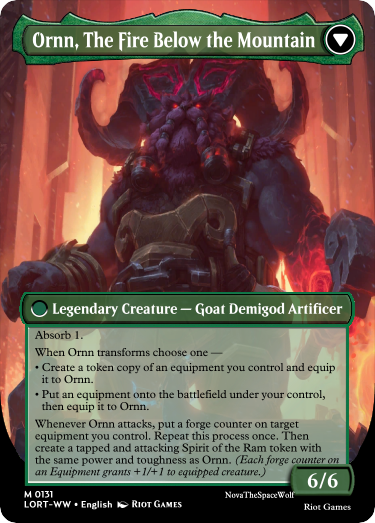 Ornn, The Fire Below the Mountain
Legendary Creature — Goat Demigod Artificer
Absorb 1.
When Ornn transforms choose one —
• Create a token copy of an equipment you control and equip
it to Ornn.
• Put an equipment onto the battlefield under your control,
then equip it to Ornn.
Whenever Ornn attacks, put a forge counter on target
equipment you control. Repeat this process once. Then
create a tapped and attacking Spirit of the Ram token with
the same power and toughness as Ornn. (Each forge counter on
an Equipment grants +1/+1 to equipped creature.)
6/6
M 0131
NovaTheSpaceWolf
LORT-WW • English Riot Games
Riot Games